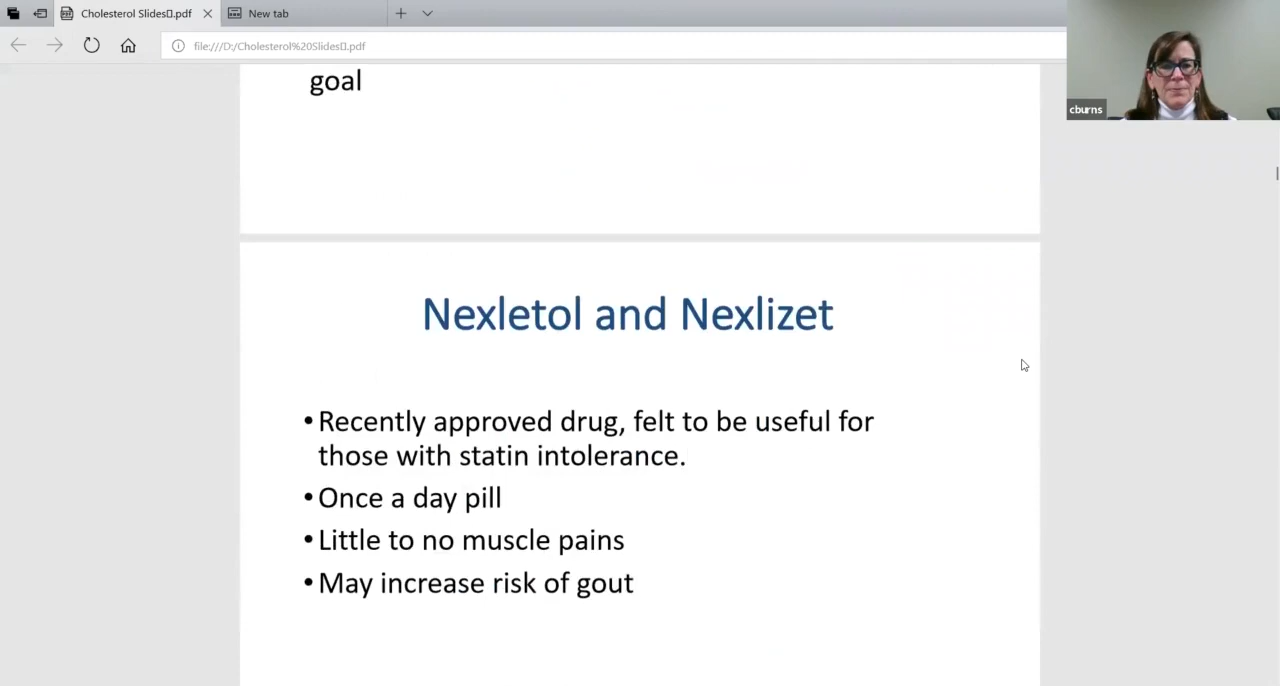 Cholesterol Slides▯.pdf
New tab
file:///D:/Cholesterol%20Slides▯.pdf
cburns
goal
Nexletol and Nexlizet
•Recently approved drug, felt to be useful for
those with statin intolerance.
•Once a day pill
•Little to no muscle pains
•May increase risk of gout